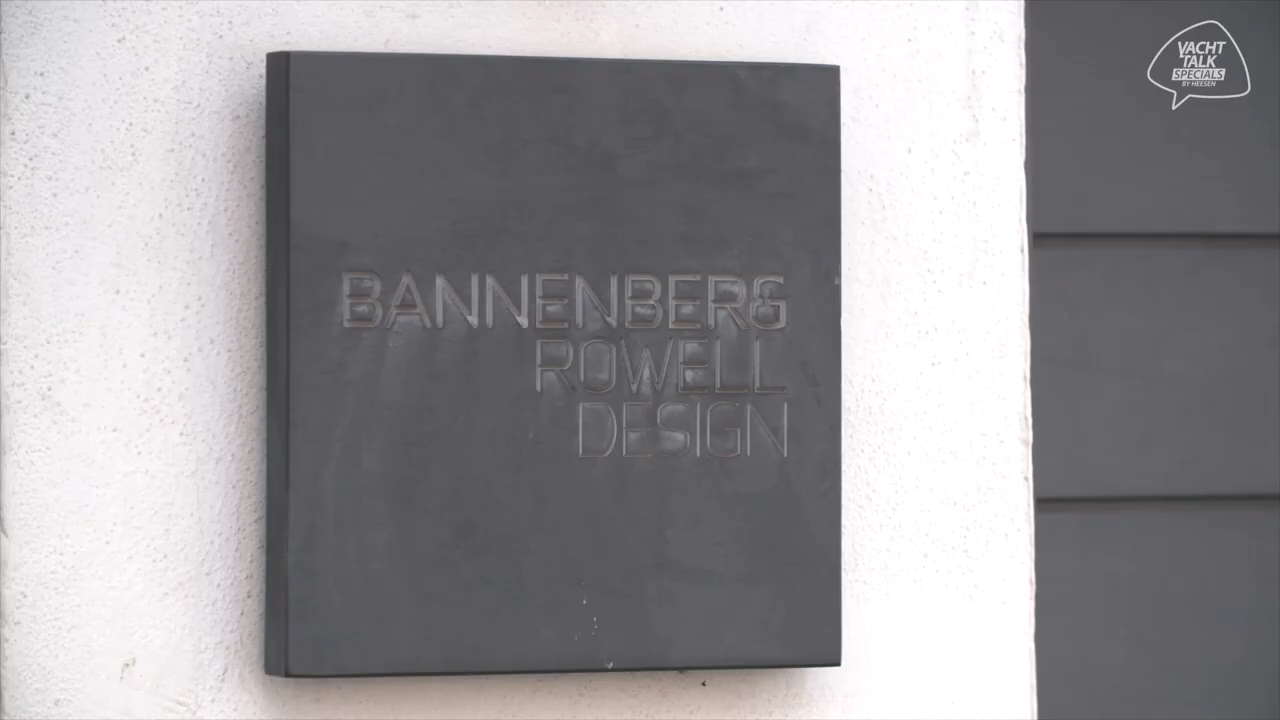 BANNENBERG&
ROWELL
DESIGN
YACHT
TALK
SPECIALS
BY HEESEN